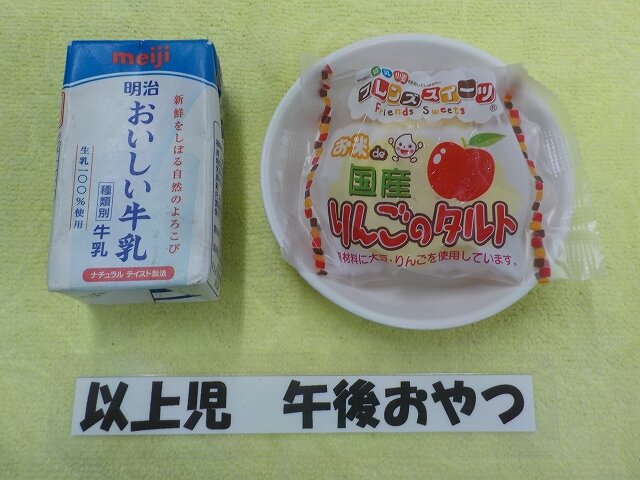 meiji
明治
おいしい牛乳
新鮮をしぼる自然のよろこび
生乳100%使用
種類別 牛乳
ナチュラル テイスト製法
フレンズスイーツ®
Friends Sweets
お米de
国産
りんごのタルト
原材料に大豆・りんごを使用しています。
以上児 午後おやつ